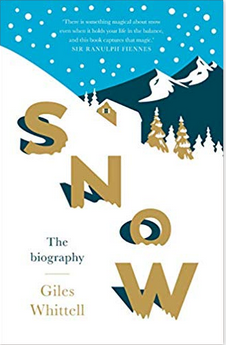 "There is something magical about snow
even when it holds your life in the balance,
and this book captures that magic."
SIR RANULPH FIENNES
SNOW
The
biography
Giles
Whittell